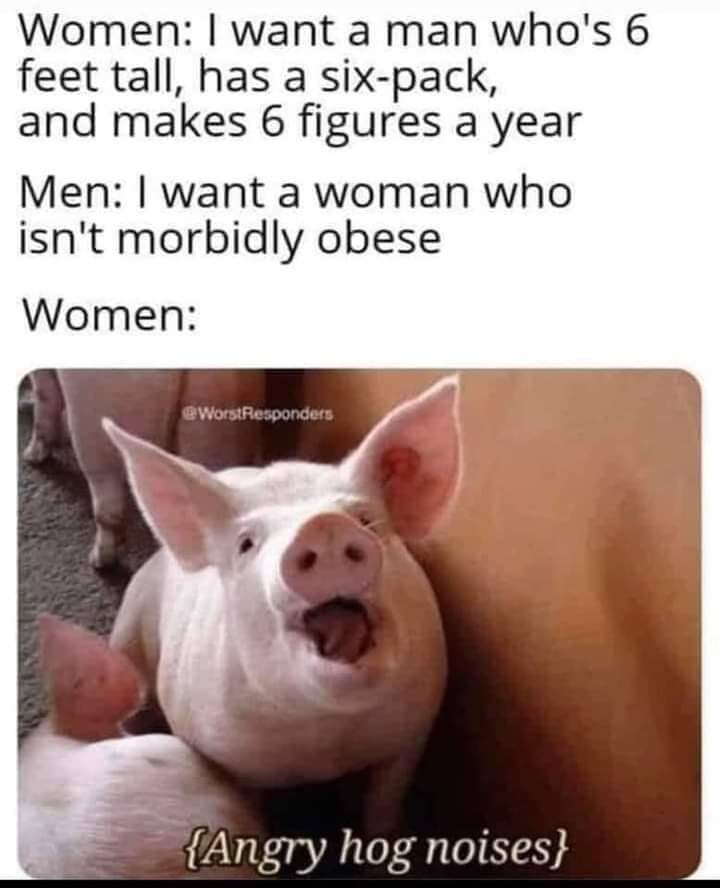 Women: I want a man who's 6
feet tall, has a six-pack,
and makes 6 figures a year
Men: I want a woman who
isn't morbidly obese
Women:
@WorstResponders
{Angry hog noises}